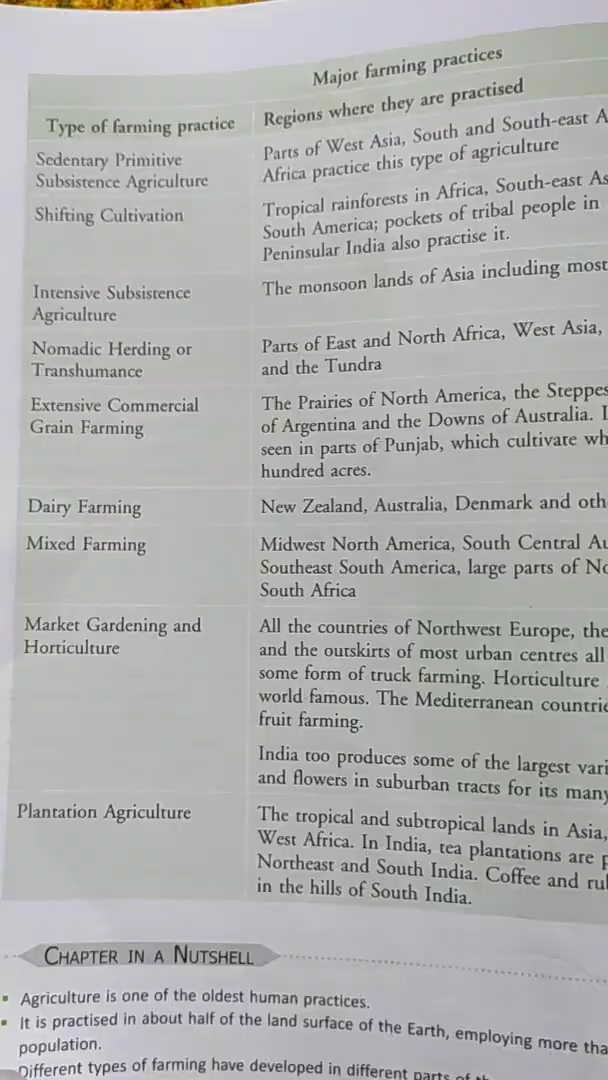 Major farming practices
Type of farming practice
Regions where they are practised
Sedentary Primitive
Subsistence Agriculture
Parts of West Asia, South and South-east
Africa practice this type of agriculture
Shifting Cultivation
Tropical rainforests in Africa, South-east
South America; pockets of tribal people in
Peninsular India also practise it.
Intensive Subsistence
Agriculture
The monsoon lands of Asia including most
Nomadic Herding or
Transhumance
Parts of East and North Africa, West Asia,
and the Tundra
Extensive Commercial
Grain Farming
The Prairies of North America, the Steppes
of Argentina and the Downs of Australia.
seen in parts of Punjab, which cultivate
hundred acres.
Dairy Farming
New Zealand, Australia, Denmark and
Mixed Farming
Midwest North America, South Central
Southeast South America, large parts of
South Africa
Market Gardening and
Horticulture
All the countries of Northwest Europe, the
and the outskirts of most urban centres all
some form of truck farming. Horticulture
world famous. The Mediterranean
fruit farming.
India too produces some of the largest
and flowers in suburban tracts for its many
Plantation Agriculture
The tropical and subtropical lands in Asia,
West Africa. In India, tea plantations are
Northeast and South India. Coffee and
in the hills of South India.
CHAPTER IN A NUTSHELL
▪ Agriculture is one of the oldest human practices.
▪ It is practised in about half of the land surface of the Earth, employing more
population.
Different types of farming have developed in different parts of